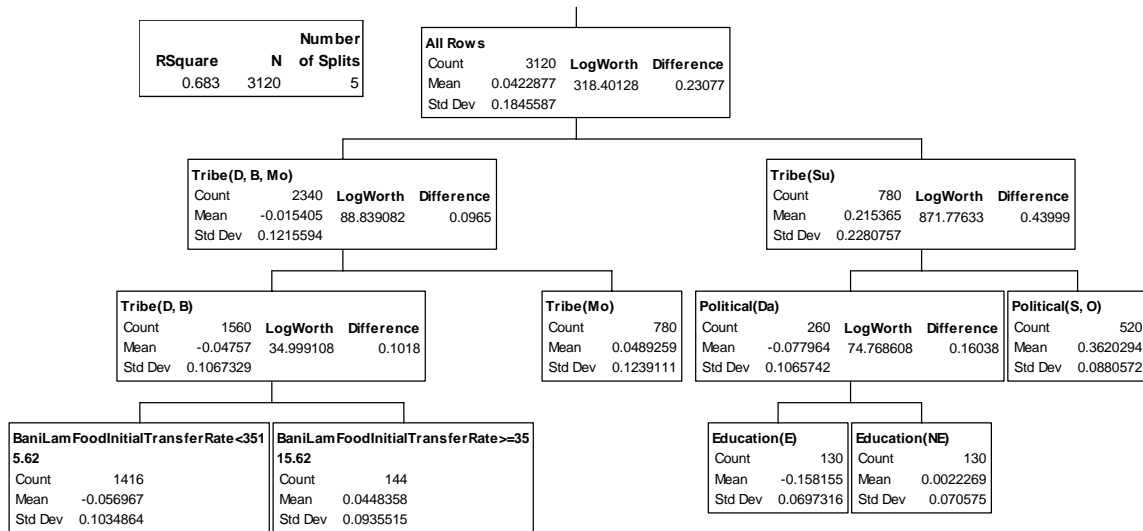 Number
RSquare N of Splits
0.683 3120 5
All Rows
Count 3120 LogWorth Difference
Mean 0.0422877 318.40128 0.23077
Std Dev 0.1845587
Tribe(D, B, Mo)
Count 2340 LogWorth Difference
Mean -0.015405 88.839082 0.0965
Std Dev 0.1215594
Tribe(Su)
Count 780 LogWorth Difference
Mean 0.215365 871.77633 0.43999
Std Dev 0.2280757
Tribe(D, B)
Count 1560 LogWorth Difference
Mean -0.04757 34.999108 0.1018
Std Dev 0.1067329
Tribe(Mo)
Count 780
Mean 0.0489259
Std Dev 0.1239111
Political(Da)
Count 260 LogWorth Difference
Mean -0.077964 74.768608 0.16038
Std Dev 0.1065742
Political(S, O)
Count 520
Mean 0.3620294
Std Dev 0.0880572
BaniLamFoodInitialTransferRate<351
5.62
Count 1416
Mean -0.056967
Std Dev 0.1034864
BaniLamFoodInitialTransferRate>=35
15.62
Count 144
Mean 0.0448358
Std Dev 0.0935515
Education(E)
Count 130
Mean -0.158155
Std Dev 0.0697316
Education(NE)
Count 130
Mean 0.0022269
Std Dev 0.070575